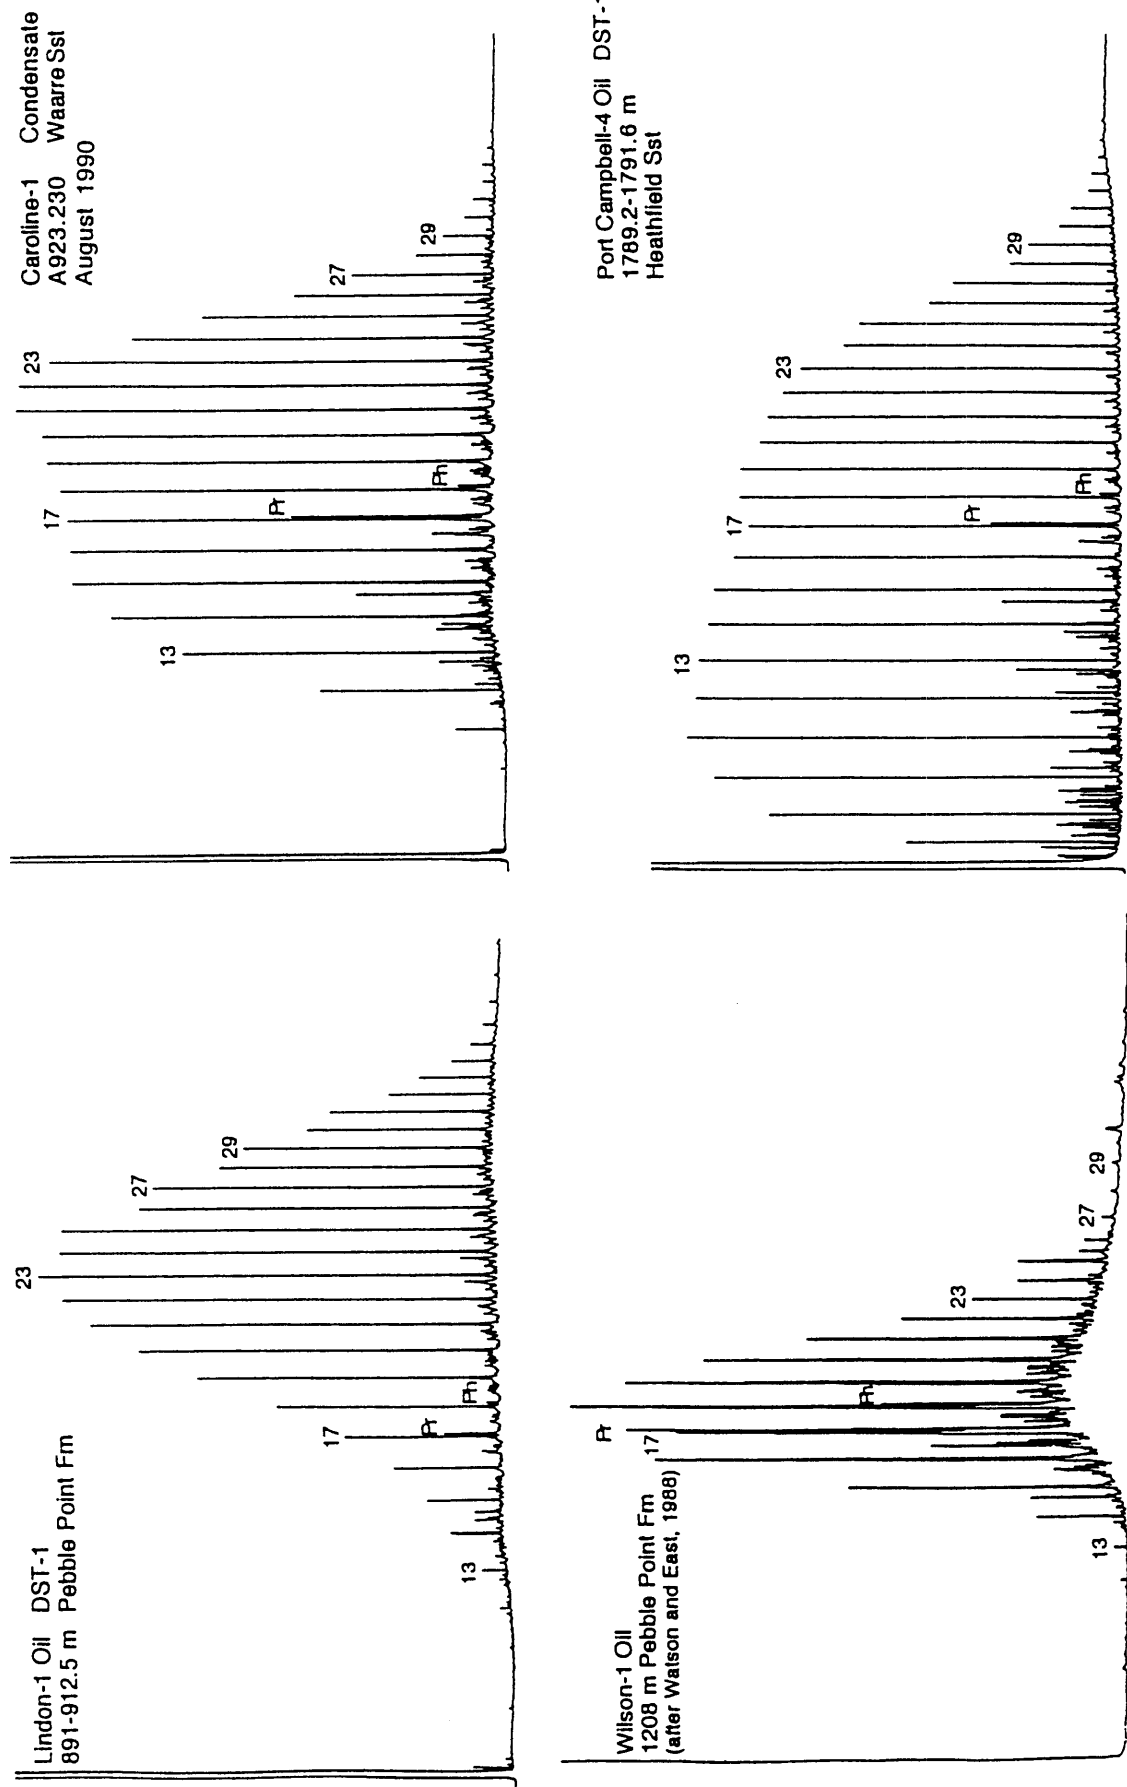 Lindon-1 Oil DST-1
891-912.5 m Pebble Point Fm
13
17
Pr
Ph
23
27
29
Caroline-1 Condensate
A923.230 Waarre Sst
August 1990
13
17
Pr
Ph
23
27
29
Wilson-1 Oil
1208 m Pebble Point Fm
(after Watson and East, 1988)
13
17
Pr
Ph
23
27
29
Port Campbell-4 Oil DST-1
1789.2-1791.6 m
Heathfield Sst
13
17
Pr
Ph
23
29